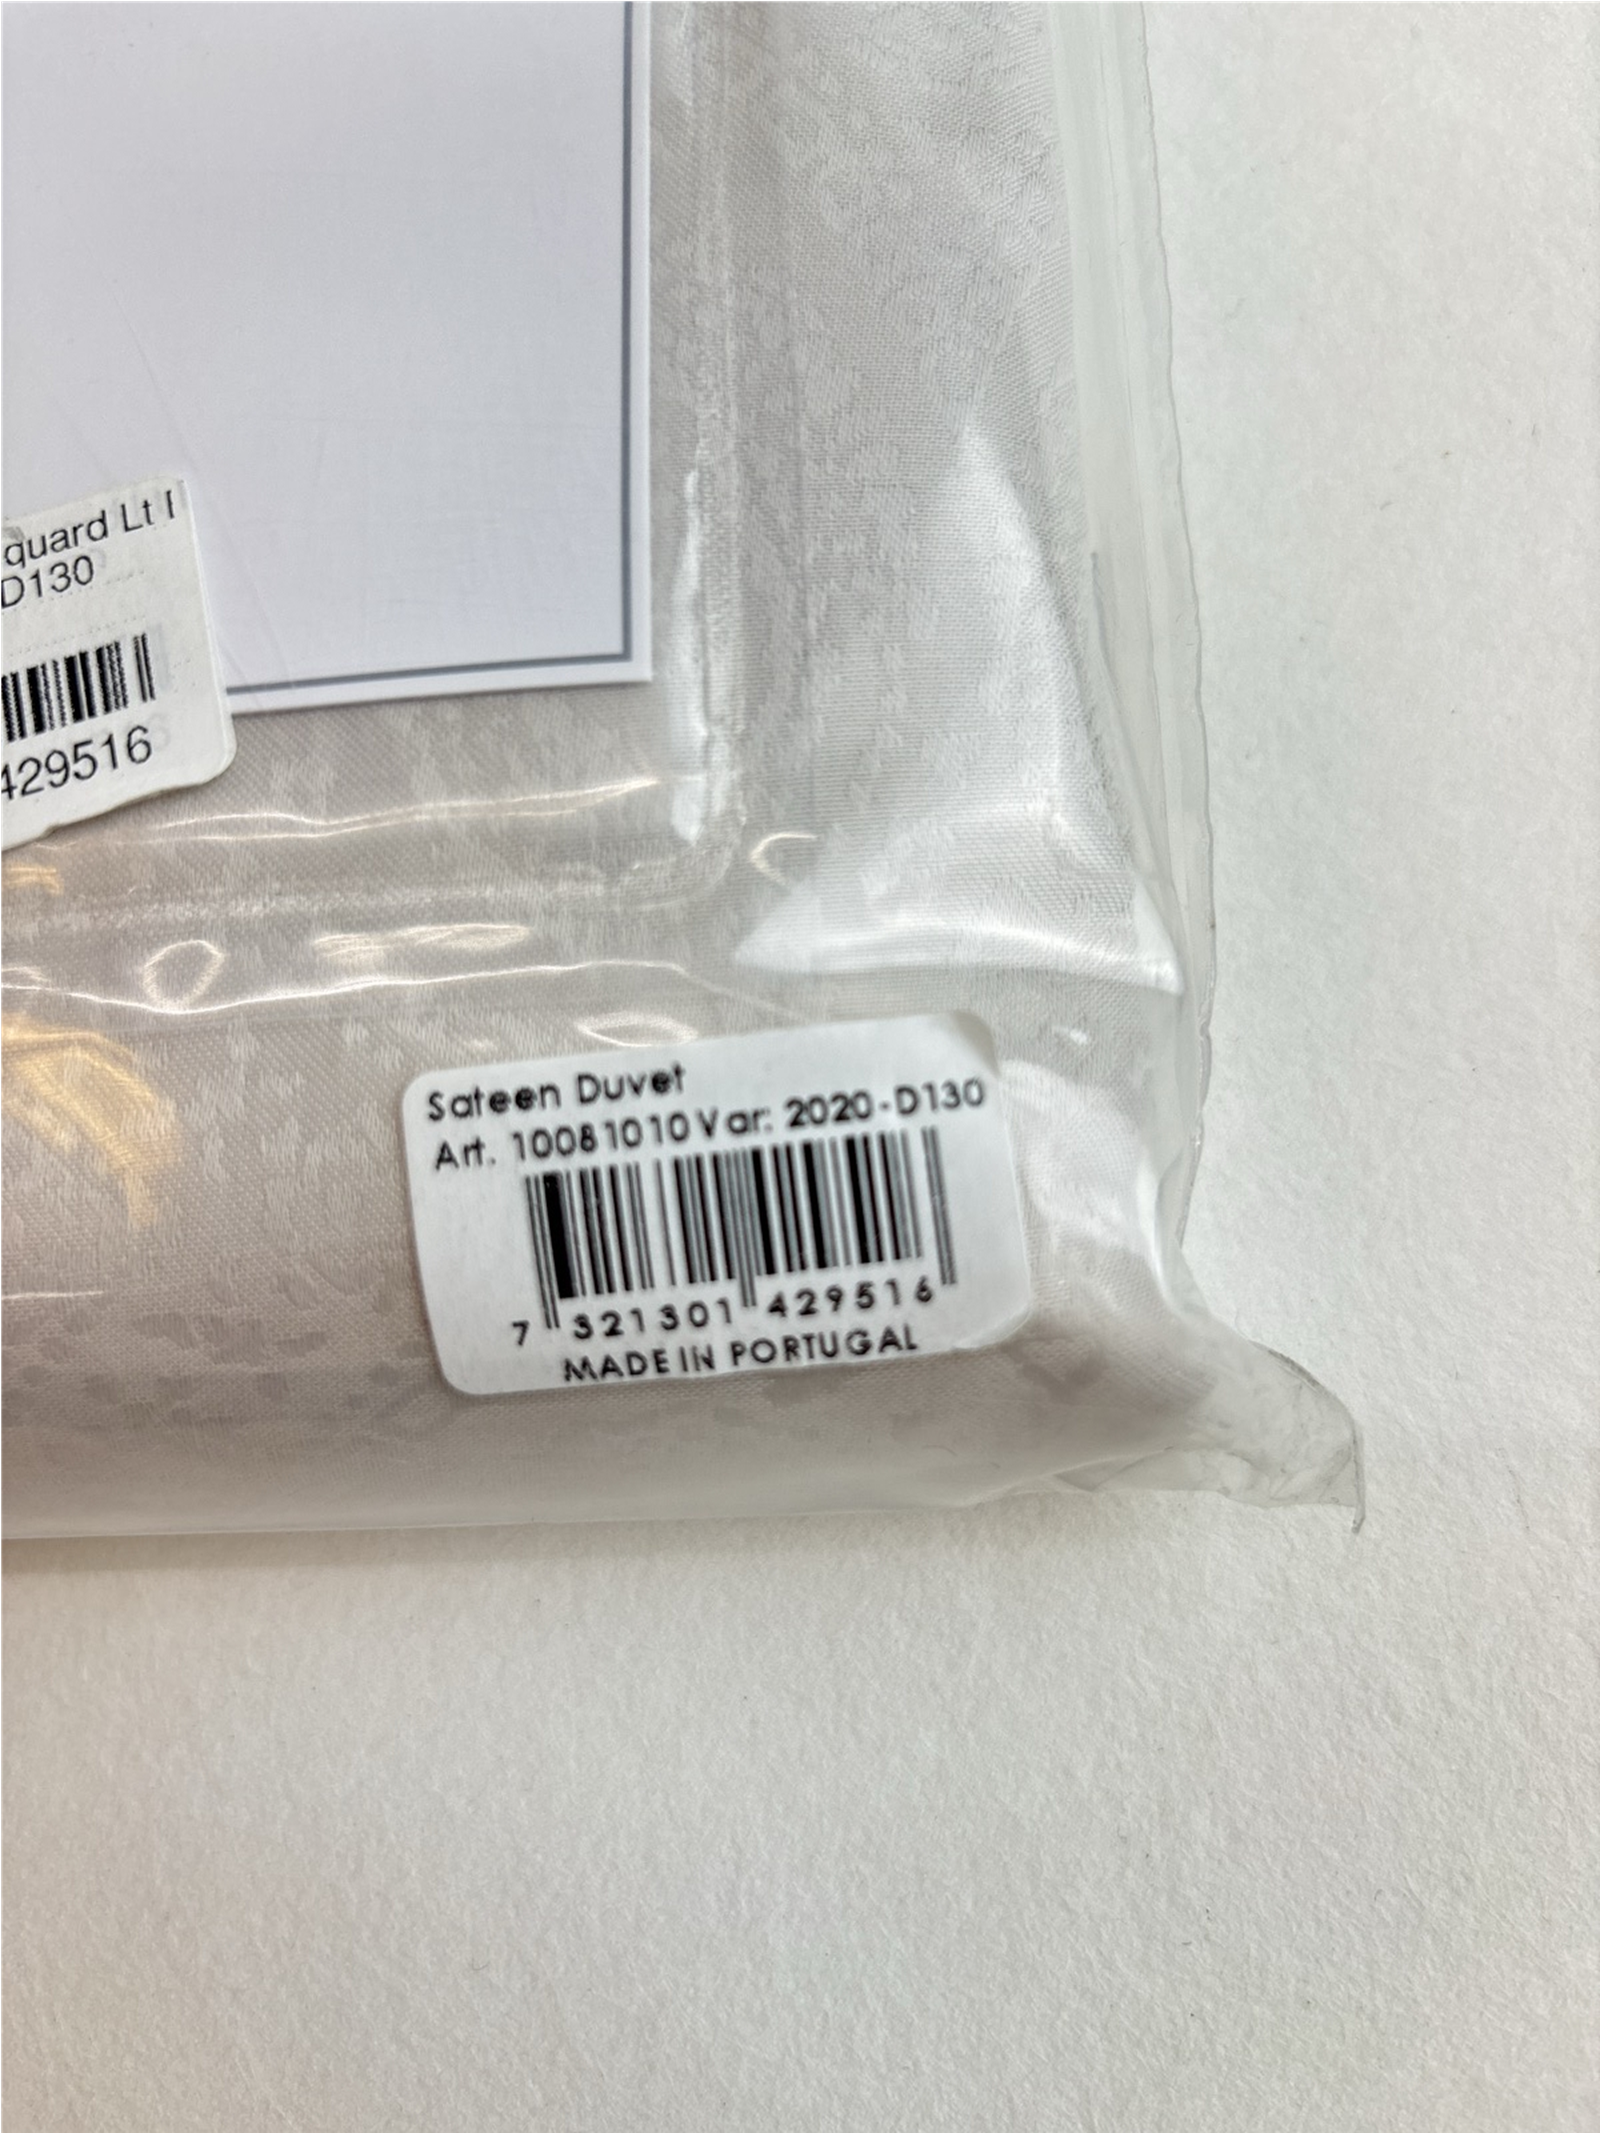 quard Lt
D130
429516
Sateen Duvet
Art. 10081010 Var: 2020-D130
7 321301 429516
MADE IN PORTUGAL